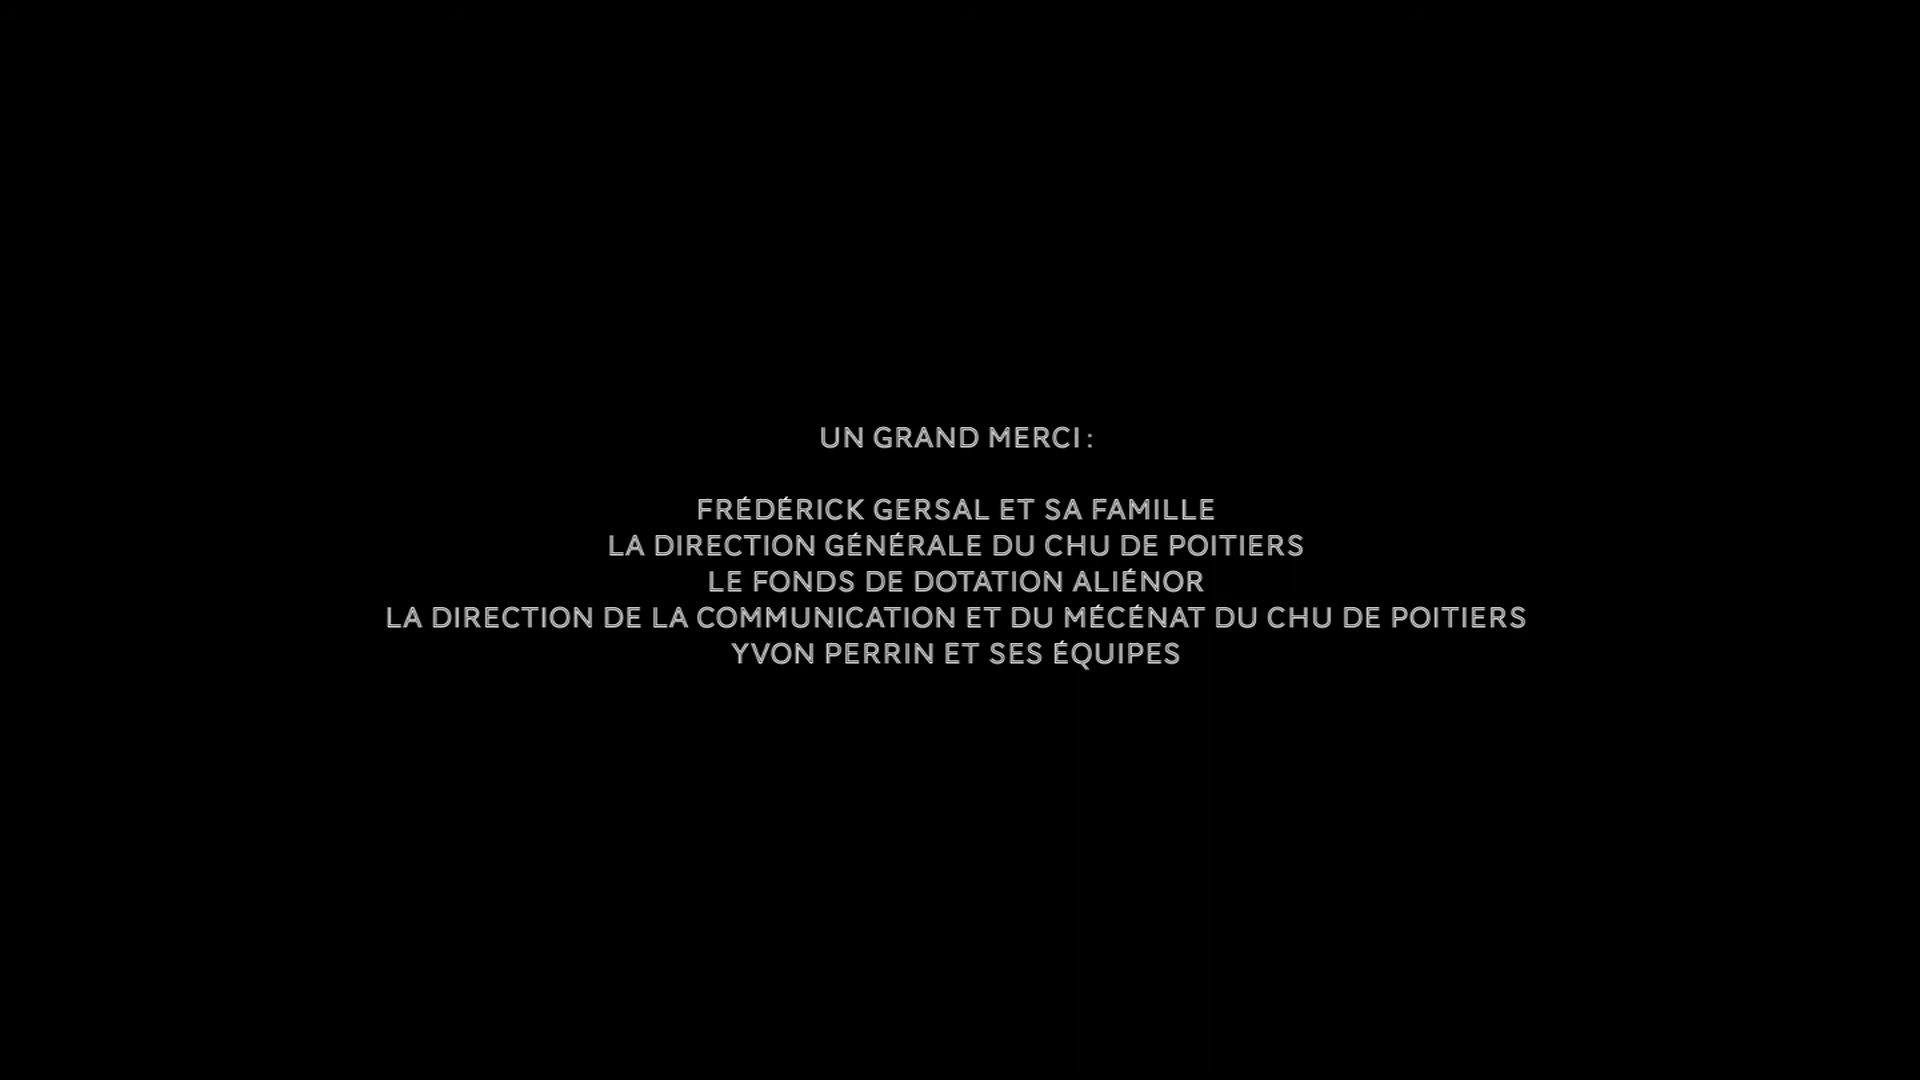 UN GRAND MERCI :
FRÉDÉRICK GERSAL ET SA FAMILLE
LA DIRECTION GÉNÉRALE DU CHU DE POITIERS
LE FONDS DE DOTATION ALIÉNOR
LA DIRECTION DE LA COMMUNICATION ET DU MÉCÉNAT DU CHU DE POITIERS
YVON PERRIN ET SES ÉQUIPES